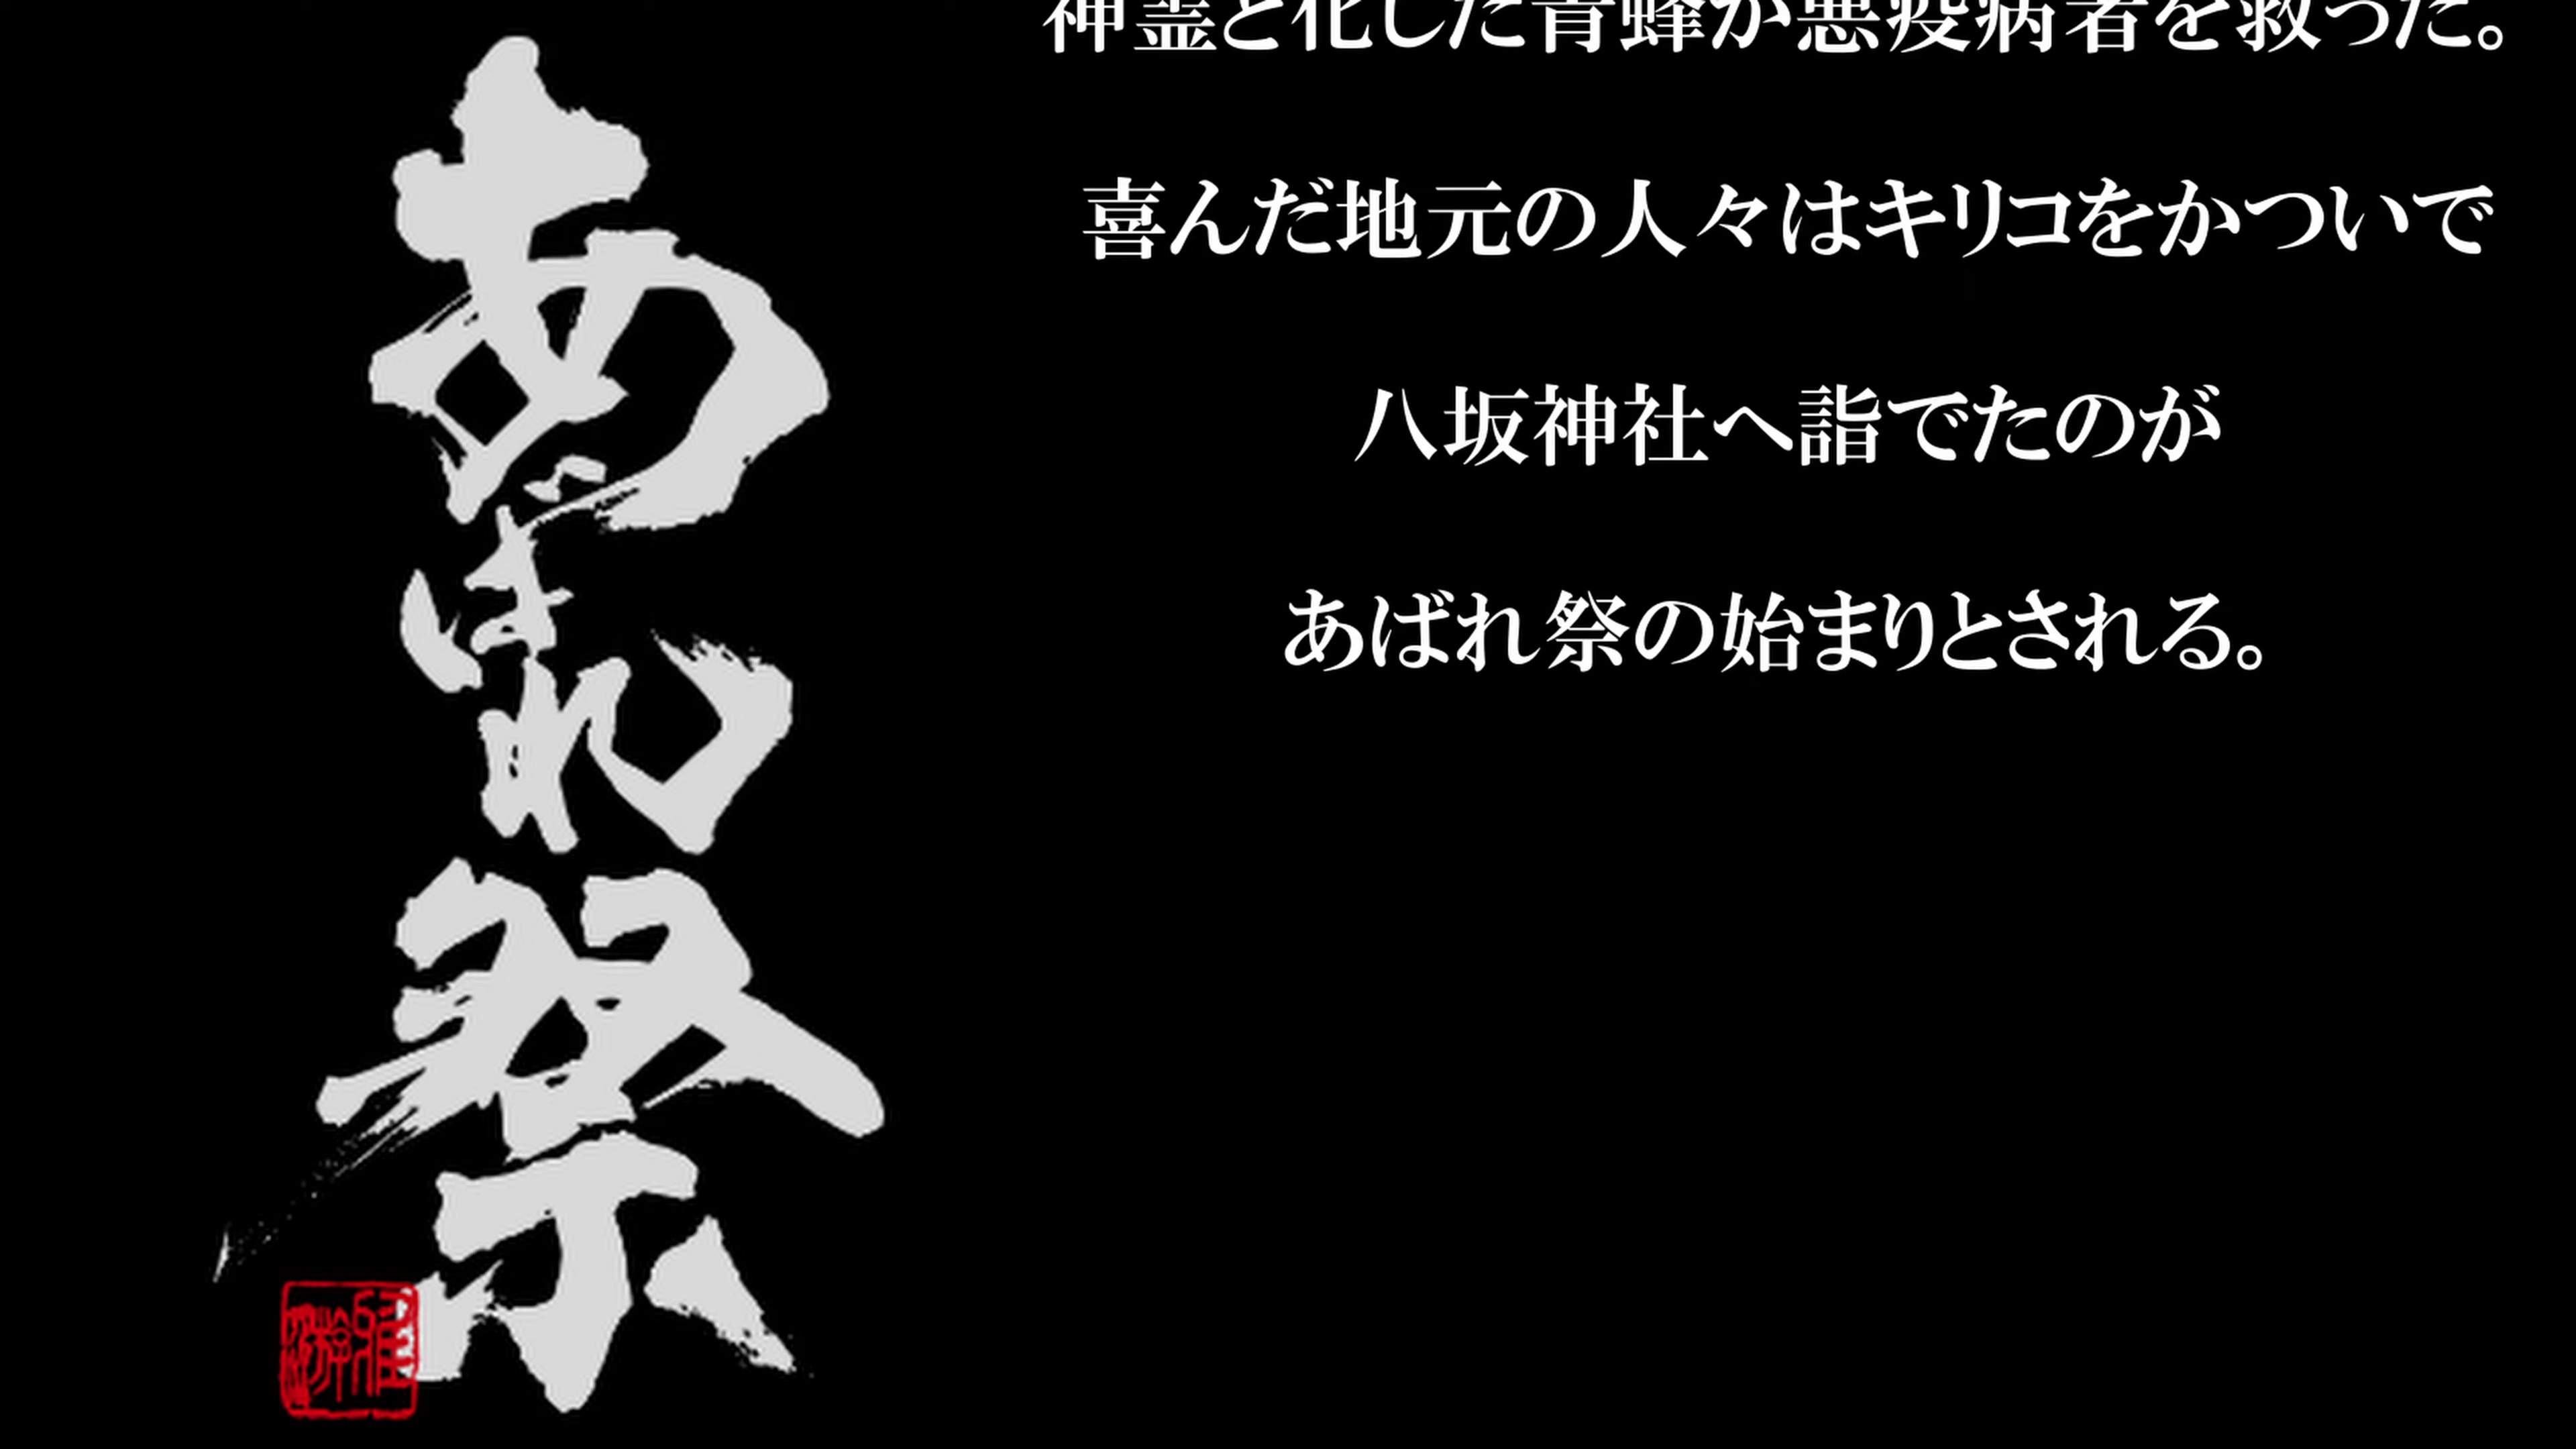 あばれ祭
神霊と化した青蜂が悪疫病者を救った。
喜んだ地元の人々はキリコをかついで
八坂神社へ詣でたのが
あばれ祭の始まりとされる。